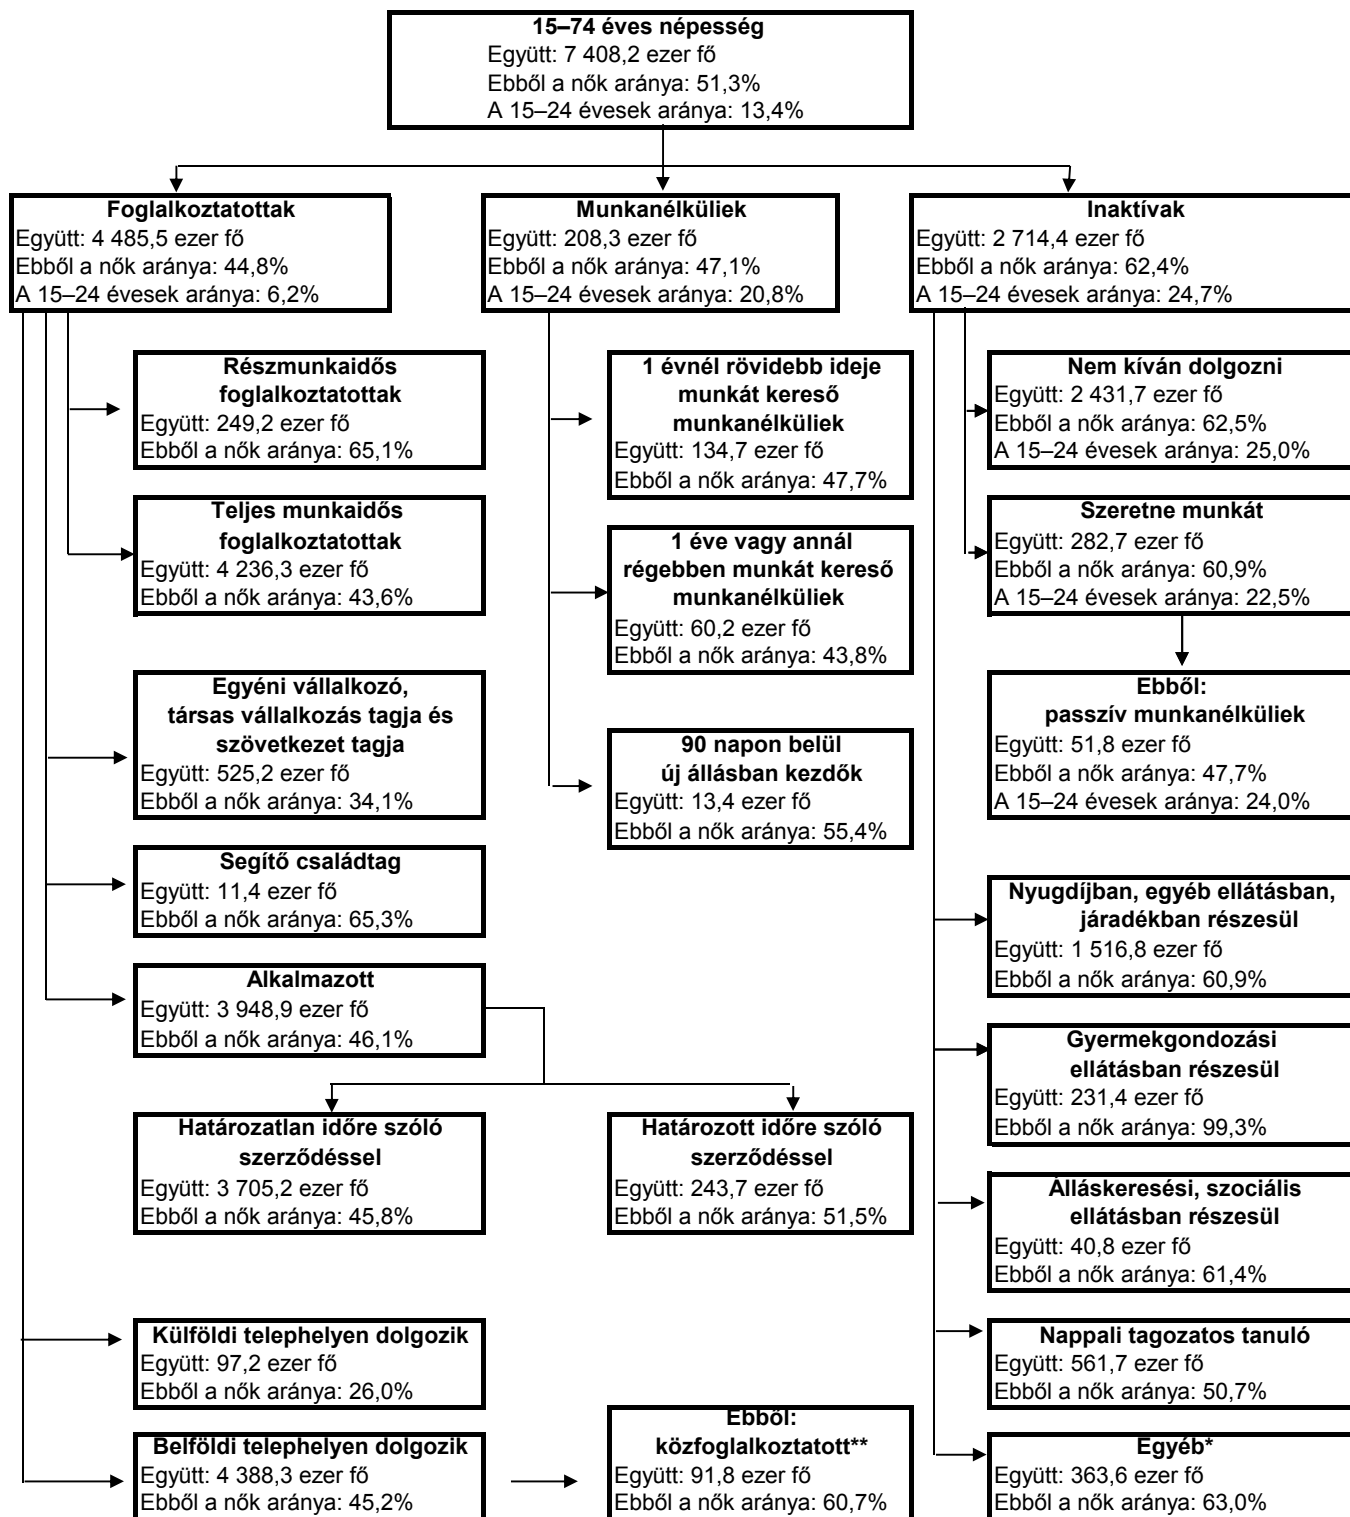 15–74 éves népesség
Együtt: 7 408,2 ezer fő
Ebből a nők aránya: 51,3%
A 15–24 évesek aránya: 13,4%
Foglalkoztatottak
Együtt: 4 485,5 ezer fő
Ebből a nők aránya: 44,8%
A 15–24 évesek aránya: 6,2%
Munkanélküliek
Együtt: 208,3 ezer fő
Ebből a nők aránya: 47,1%
A 15–24 évesek aránya: 20,8%
Inaktívak
Együtt: 2 714,4 ezer fő
Ebből a nők aránya: 62,4%
A 15–24 évesek aránya: 24,7%
Részmunkaidős
foglalkoztatottak
Együtt: 249,2 ezer fő
Ebből a nők aránya: 65,1%
Teljes munkaidős
foglalkoztatottak
Együtt: 4 236,3 ezer fő
Ebből a nők aránya: 43,6%
Egyéni vállalkozó,
társas vállalkozás tagja és
szövetkezet tagja
Együtt: 525,2 ezer fő
Ebből a nők aránya: 34,1%
Segítő családtag
Együtt: 11,4 ezer fő
Ebből a nők aránya: 65,3%
Alkalmazott
Együtt: 3 948,9 ezer fő
Ebből a nők aránya: 46,1%
Határozatlan időre szóló
szerződéssel
Együtt: 3 705,2 ezer fő
Ebből a nők aránya: 45,8%
Határozott időre szóló
szerződéssel
Együtt: 243,7 ezer fő
Ebből a nők aránya: 51,5%
Külföldi telephelyen dolgozik
Együtt: 97,2 ezer fő
Ebből a nők aránya: 26,0%
Belföldi telephelyen dolgozik
Együtt: 4 388,3 ezer fő
Ebből a nők aránya: 45,2%
Ebből:
közfoglalkoztatott**
Együtt: 91,8 ezer fő
Ebből a nők aránya: 60,7%
1 évnél rövidebb ideje
munkát kereső
munkanélküliek
Együtt: 134,7 ezer fő
Ebből a nők aránya: 47,7%
1 éve vagy annál
régebben munkát kereső
munkanélküliek
Együtt: 60,2 ezer fő
Ebből a nők aránya: 43,8%
90 napon belül
új állásban kezdők
Együtt: 13,4 ezer fő
Ebből a nők aránya: 55,4%
Nem kíván dolgozni
Együtt: 2 431,7 ezer fő
Ebből a nők aránya: 62,5%
A 15–24 évesek aránya: 25,0%
Szeretne munkát
Együtt: 282,7 ezer fő
Ebből a nők aránya: 60,9%
A 15–24 évesek aránya: 22,5%
Ebből:
passzív munkanélküliek
Együtt: 51,8 ezer fő
Ebből a nők aránya: 47,7%
A 15–24 évesek aránya: 24,0%
Nyugdíjban, egyéb ellátásban,
járadékban részesül
Együtt: 1 516,8 ezer fő
Ebből a nők aránya: 60,9%
Gyermekgondozási
ellátásban részesül
Együtt: 231,4 ezer fő
Ebből a nők aránya: 99,3%
Álláskeresési, szociális
ellátásban részesül
Együtt: 40,8 ezer fő
Ebből a nők aránya: 61,4%
Nappali tagozatos tanuló
Együtt: 561,7 ezer fő
Ebből a nők aránya: 50,7%
Egyéb*
Együtt: 363,6 ezer fő
Ebből a nők aránya: 63,0%